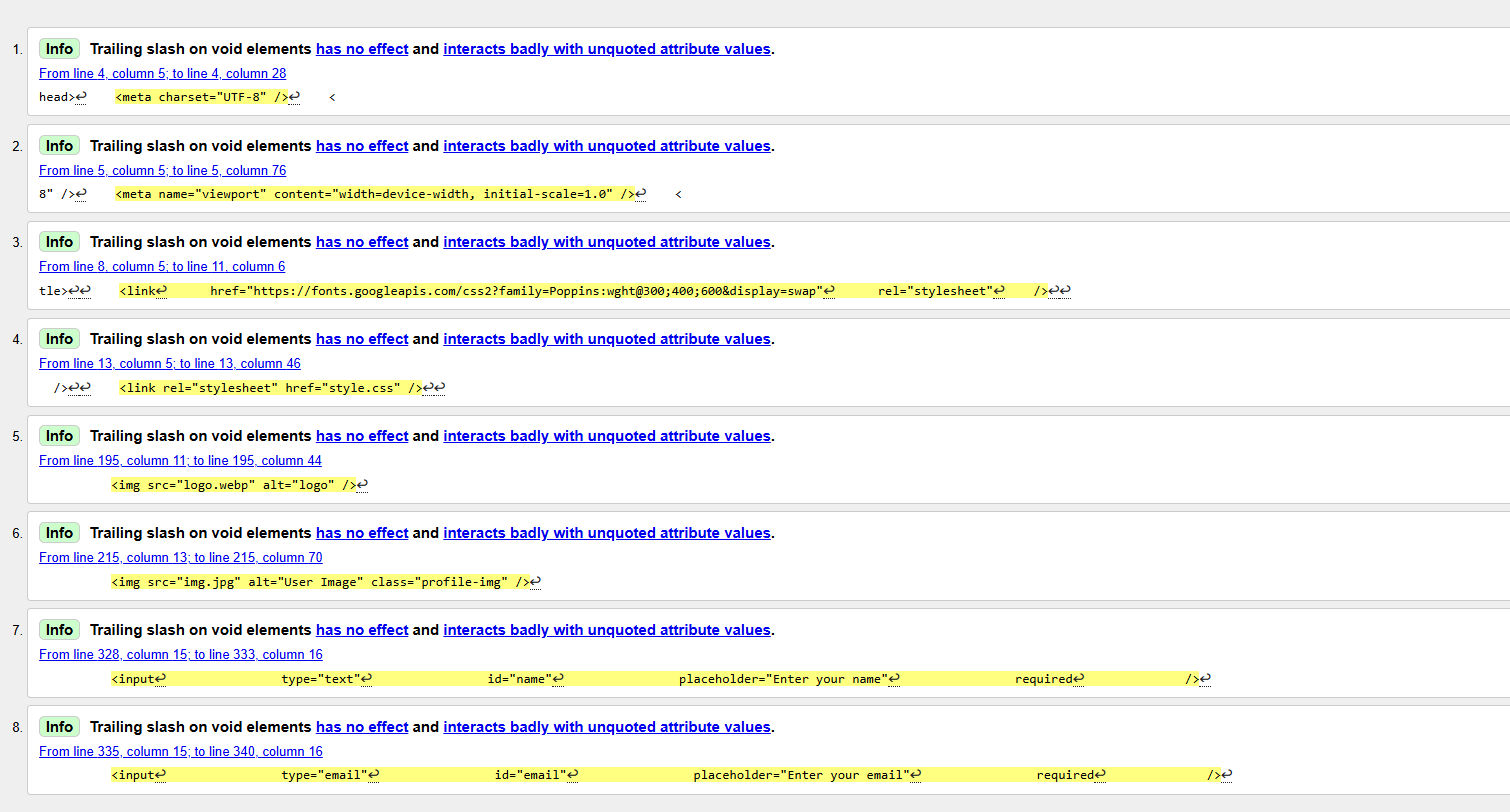 1. Info Trailing slash on void elements has no effect and interacts badly with unquoted attribute values.
From line 4, column 5; to line 4, column 28
head>↩    <meta charset="UTF-8" />↩    <
2. Info Trailing slash on void elements has no effect and interacts badly with unquoted attribute values.
From line 5, column 5; to line 5, column 76
8" />↩    <meta name="viewport" content="width=device-width, initial-scale=1.0" />↩    <
3. Info Trailing slash on void elements has no effect and interacts badly with unquoted attribute values.
From line 8, column 5; to line 11, column 6
tle>↩↩    <link↩      href="https://fonts.googleapis.com/css2?family=Poppins:wght@300;400;600&display=swap"↩      rel="stylesheet"↩    />↩↩
4. Info Trailing slash on void elements has no effect and interacts badly with unquoted attribute values.
From line 13, column 5; to line 13, column 46
  />↩↩    <link rel="stylesheet" href="style.css" />↩↩
5. Info Trailing slash on void elements has no effect and interacts badly with unquoted attribute values.
From line 195, column 11; to line 195, column 44
          <img src="logo.webp" alt="logo" />↩
6. Info Trailing slash on void elements has no effect and interacts badly with unquoted attribute values.
From line 215, column 13; to line 215, column 70
          <img src="img.jpg" alt="User Image" class="profile-img" />↩
7. Info Trailing slash on void elements has no effect and interacts badly with unquoted attribute values.
From line 328, column 15; to line 333, column 16
          <input↩                type="text"↩                id="name"↩                placeholder="Enter your name"↩                required↩              />↩
8. Info Trailing slash on void elements has no effect and interacts badly with unquoted attribute values.
From line 335, column 15; to line 340, column 16
          <input↩                type="email"↩                id="email"↩                placeholder="Enter your email"↩                required↩              />↩